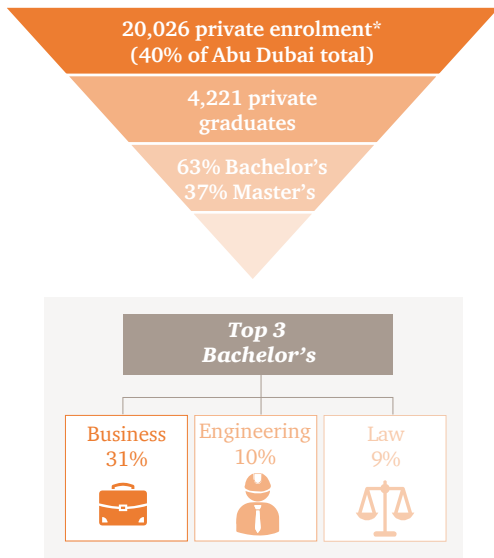 20,026 private enrolment*
(40% of Abu Dubai total)
4,221 private
graduates
63% Bachelor's
37% Master's
Top 3
Bachelor's
Business
31%
Engineering
10%
Law
9%